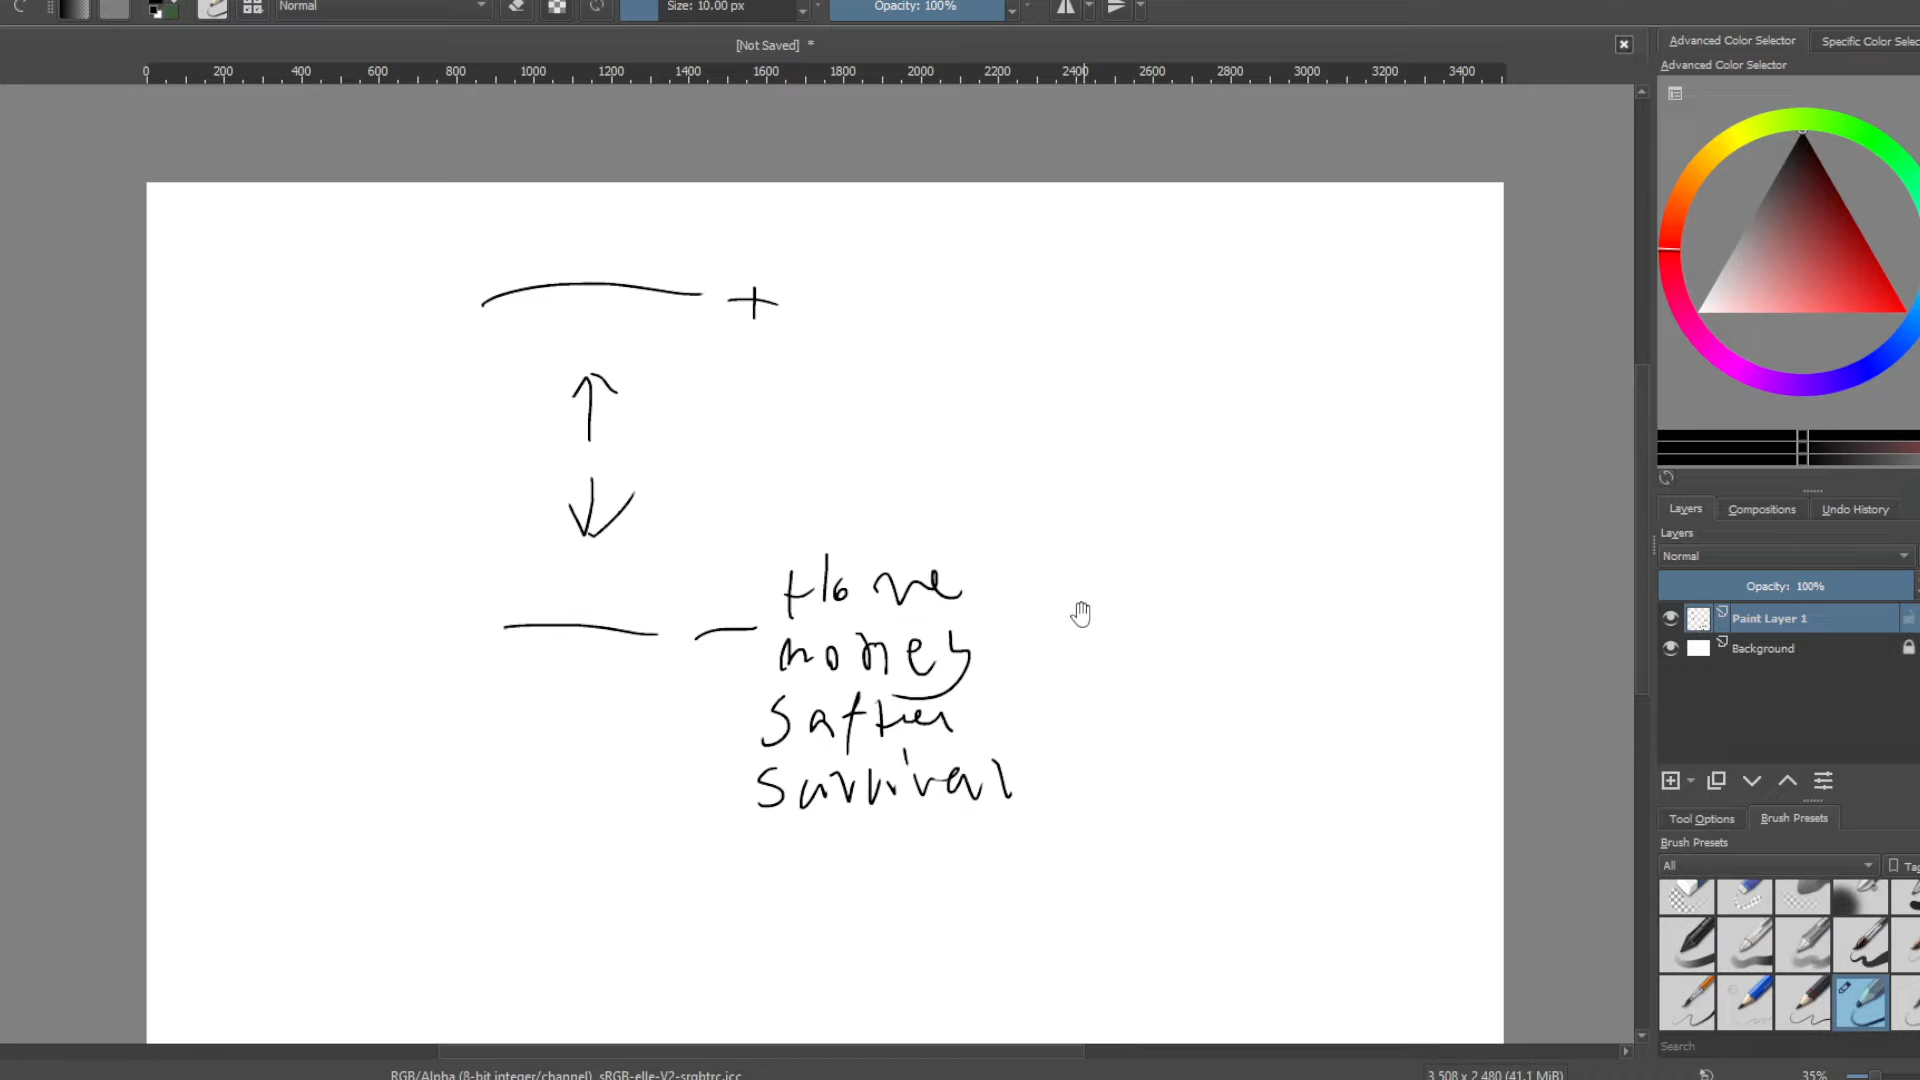 Normal
Size: 10.00 px
Opacity: 100%
[Not Saved] *
0 200 400 600 800 1000 1200 1400 1600 1800 2000 2200 2400 2600 2800 3000 3200 3400
Advanced Color Selector
Specific Color Selec
Advanced Color Selector
+
Home
money
Survival
Layers
Compositions
Undo History
Layers
Normal
Opacity: 100%
Paint Layer 1
Background
Tool Options
Brush Presets
Brush Presets
All
Tag
Search
RGB/Alpha (8-bit integer/channel) sRGB-elle-V2-srgbtrc.icc
3,508 x 2,480 (41.1 MiB)
35%